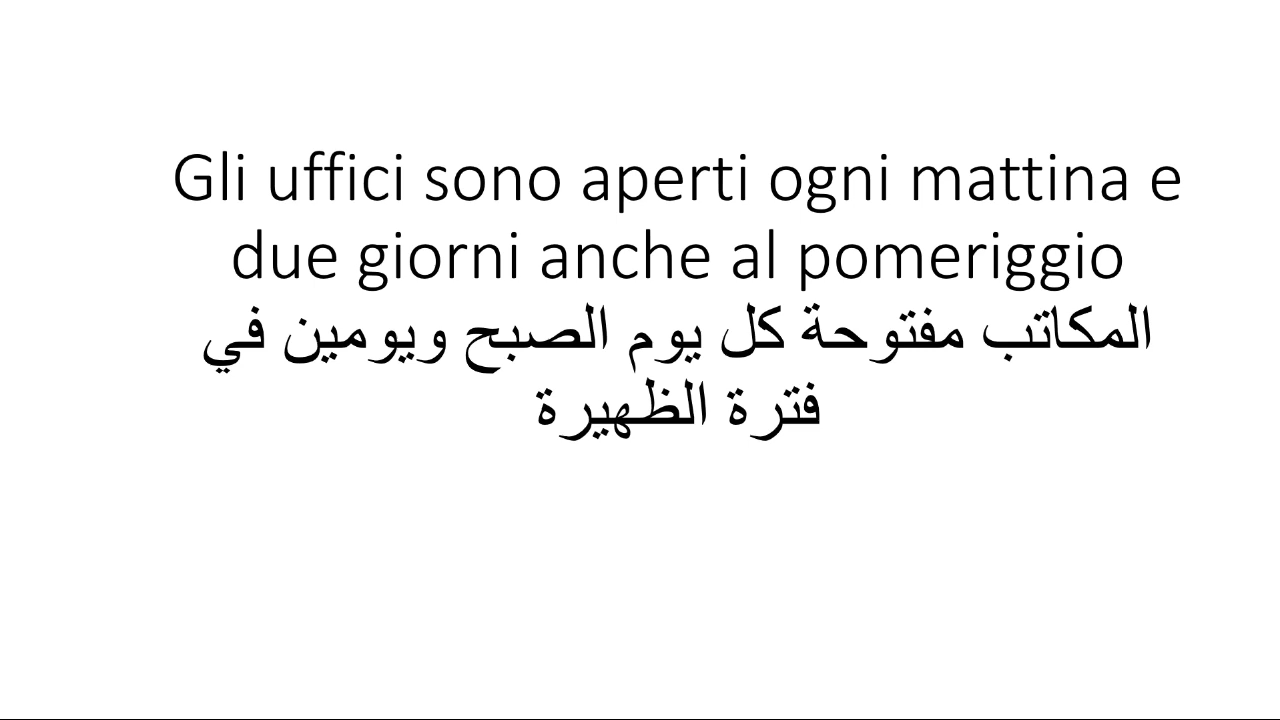 Gli uffici sono aperti ogni mattina e
due giorni anche al pomeriggio
المكاتب مفتوحة كل يوم الصبح ويومين في
فترة الظهيرة